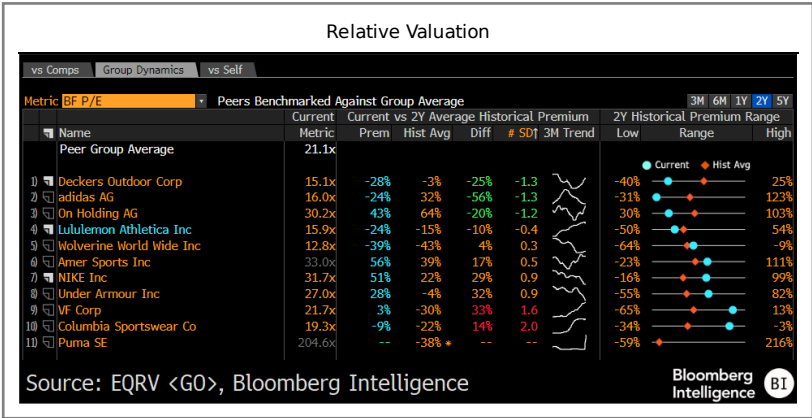 Relative Valuation
vs Comps Group Dynamics vs Self
Metric BF P/E Peers Benchmarked Against Group Average 3M 6M 1Y 2Y 5Y
Current Current vs 2Y Average Historical Premium 2Y Historical Premium Range
Name Metric Prem Hist Avg Diff # SD↑ 3M Trend Low Range High
Peer Group Average 21.1x
Current Hist Avg
1) Deckers Outdoor Corp 15.1x -28% -3% -25% -1.3 -40% 25%
2) adidas AG 16.0x -24% 32% -56% -1.3 -31% 123%
3) On Holding AG 30.2x 43% 64% -20% -1.2 30% 103%
4) Lululemon Athletica Inc 15.9x -24% -15% -10% -0.4 -50% 54%
5) Wolverine World Wide Inc 12.8x -39% -43% 4% 0.3 -64% -9%
6) Amer Sports Inc 33.0x 56% 39% 17% 0.5 -23% 111%
7) NIKE Inc 31.7x 51% 22% 29% 0.9 -16% 99%
8) Under Armour Inc 27.0x 28% -4% 32% 0.9 -55% 82%
9) VF Corp 21.7x 3% -30% 33% 1.6 -65% 13%
10) Columbia Sportswear Co 19.3x -9% -22% 14% 2.0 -34% -3%
11) Puma SE 204.6x -- -38% * -- -- -59% 216%
Source: EQRV <GO>, Bloomberg Intelligence
Bloomberg
Intelligence
BI